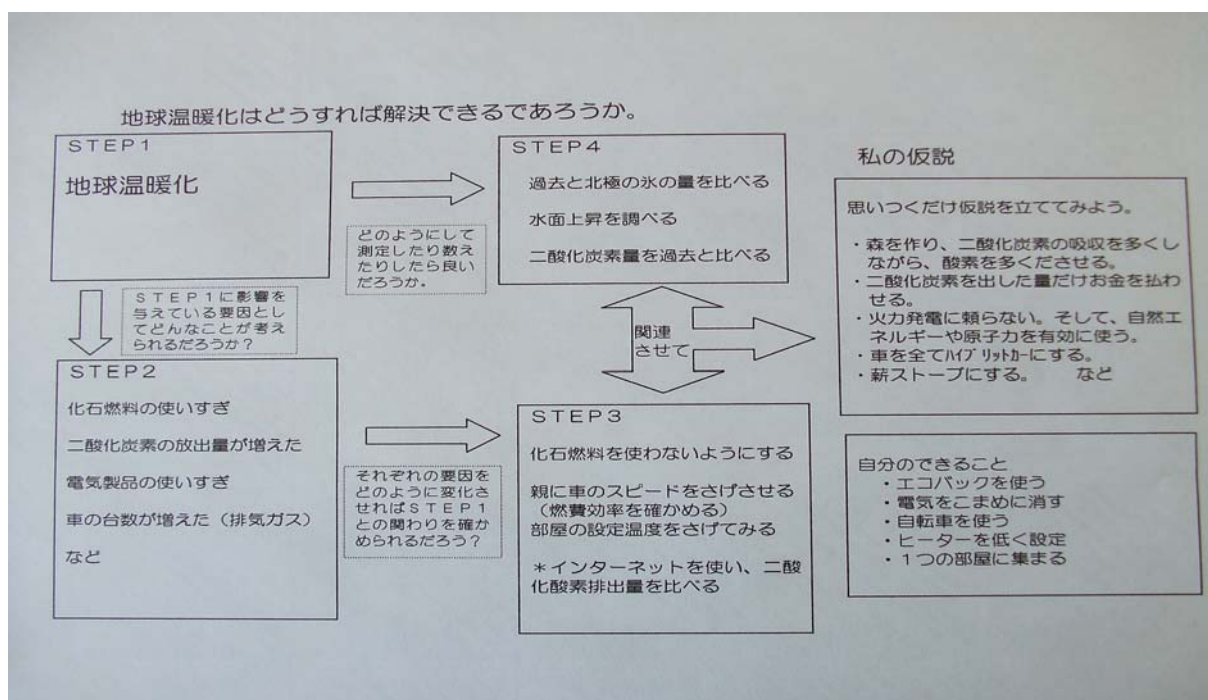 地球温暖化はどうすれば解決できるであろうか。
STEP1
地球温暖化
どのようにして
測定したり数え
たりしたら良い
だろうか。
STEP4
過去と北極の氷の量を比べる
水面上昇を調べる
二酸化炭素量を過去と比べる
STEP1に影響を
与えている要因とし
てどんなことが考え
られるだろうか？
STEP2
化石燃料の使いすぎ
二酸化炭素の放出量が増えた
電気製品の使いすぎ
車の台数が増えた（排気ガス）
など
それぞれの要因を
どのように変化さ
せればSTEP1
との関わりを確か
められるだろう？
STEP3
化石燃料を使わないようにする
親に車のスピードをさげさせる
（燃費効率を確かめる）
部屋の設定温度をさげてみる
＊インターネットを使い、二酸
化酸素排出量を比べる
関連
させて
私の仮説
思いつくだけ仮説を立ててみよう。
・森を作り、二酸化炭素の吸収を多くし
ながら、酸素を多くださせる。
・二酸化炭素を出した量だけお金を払わ
せる。
・火力発電に頼らない。そして、自然エ
ネルギーや原子力を有効に使う。
・車を全てﾊｲﾌﾞﾘｯﾄｶｰにする。
・薪ストーブにする。　　など
自分のできること
・エコバックを使う
・電気をこまめに消す
・自転車を使う
・ヒーターを低く設定
・１つの部屋に集まる